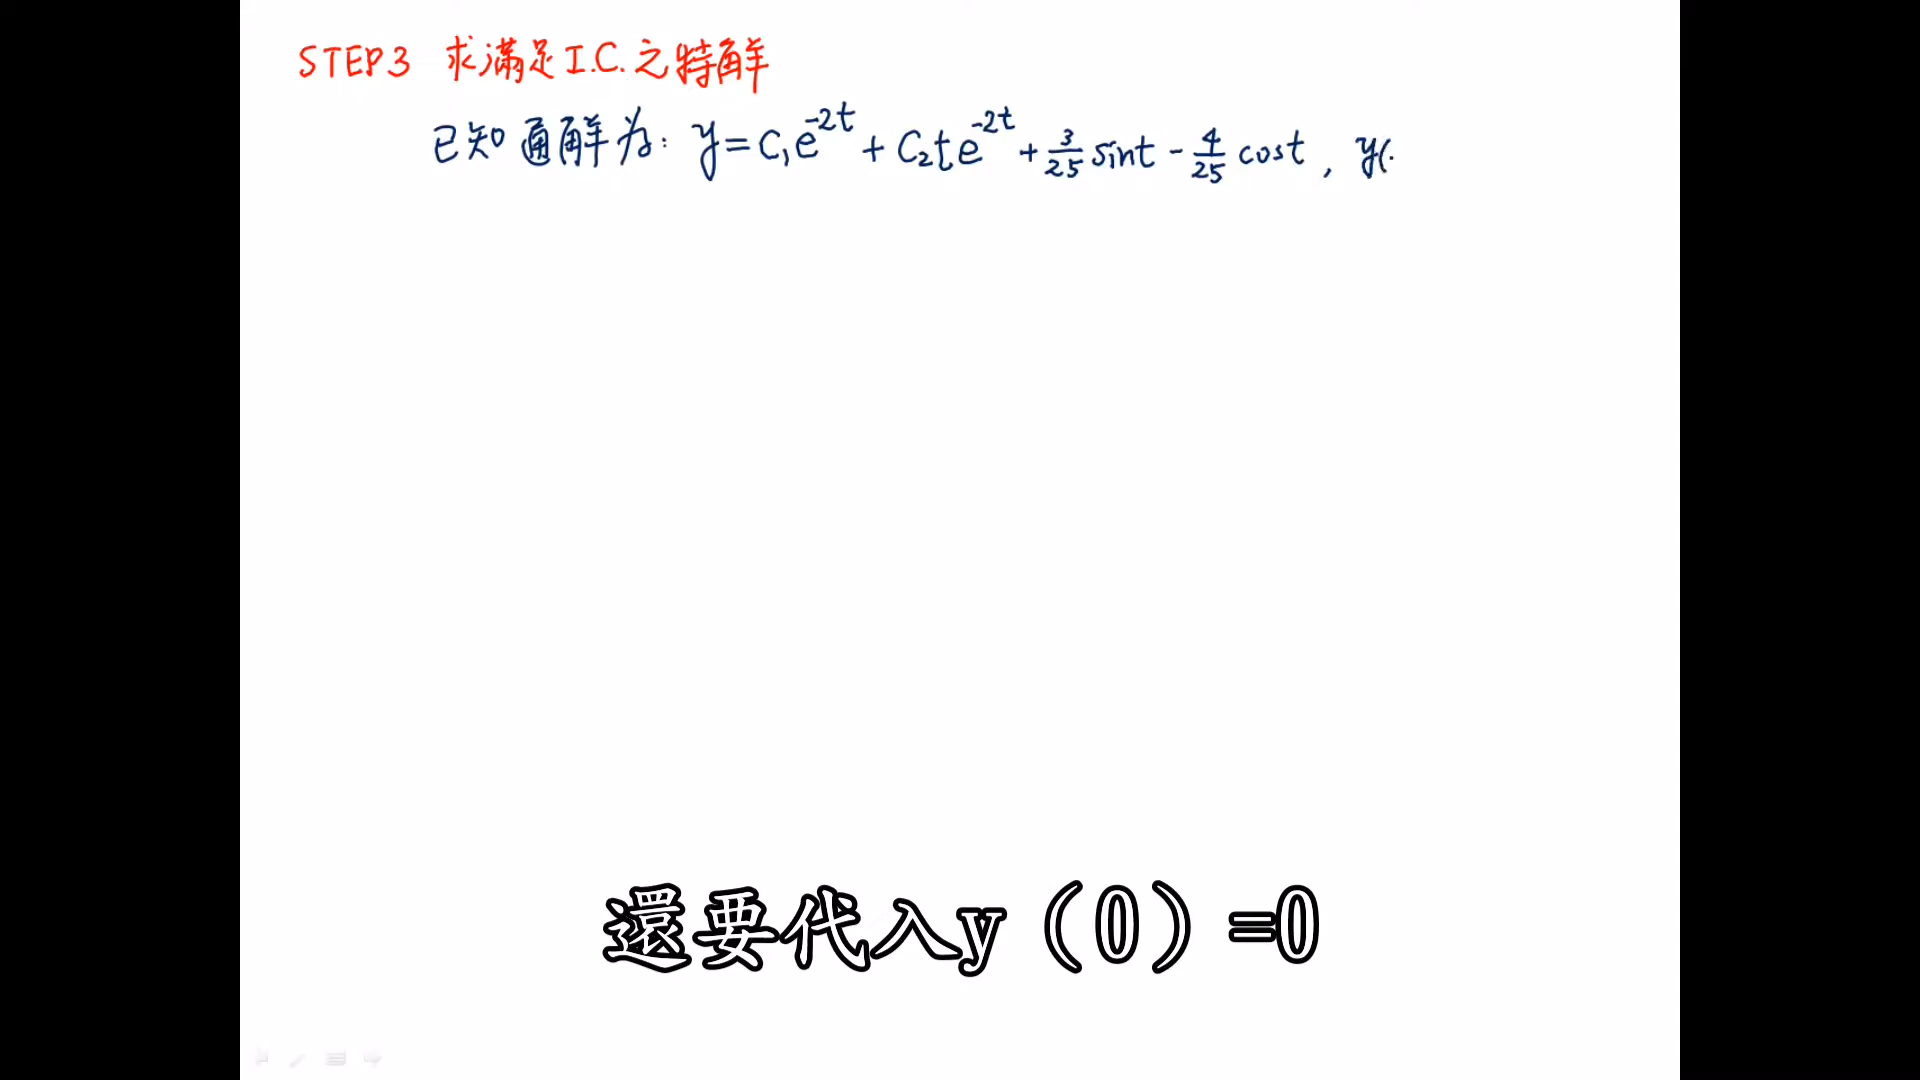 STEP3 求滿足I.C.之特解
已知通解為: y=C₁e⁻²ᵗ + C₂te⁻²ᵗ + 3/25 sint - 4/25 cost , y(
還要代入y（0）=0